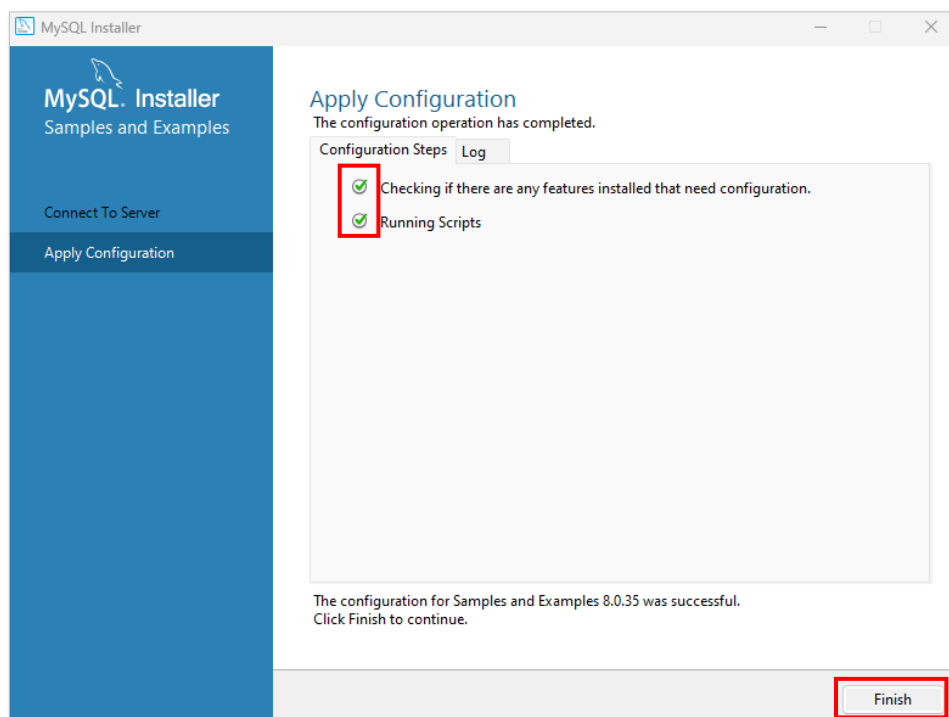 MySQL Installer
MySQL. Installer
Samples and Examples
Connect To Server
Apply Configuration
Apply Configuration
The configuration operation has completed.
Configuration Steps Log
Checking if there are any features installed that need configuration.
Running Scripts
The configuration for Samples and Examples 8.0.35 was successful.
Click Finish to continue.
Finish